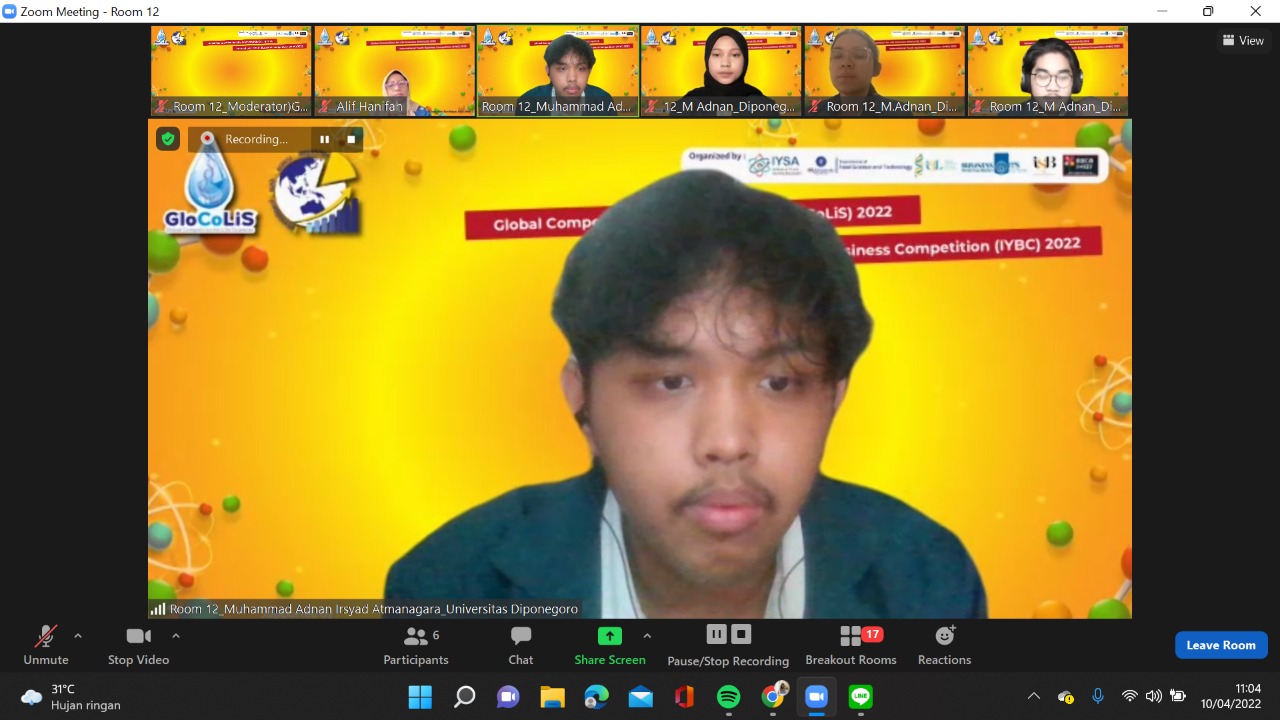 Zoom Meeting - Room 12
View
Room 12_Moderator)G...
Alif Hanifah
Room 12_Muhammad Ad...
12_M Adnan_Diponeg...
Room 12_M.Adnan_Di...
Room 12_M Adnan_Di...
Recording...
Organized by :
IYSA
GloCoLiS
Global Compe
oLiS) 2022
siness Competition (IYBC) 2022
Room 12_Muhammad Adnan Irsyad Atmanagara_Universitas Diponegoro
Unmute
Stop Video
6
Participants
Chat
Share Screen
Pause/Stop Recording
17
Breakout Rooms
Reactions
Leave Room
31°C
Hujan ringan
LINE
11:04
10/04/2022